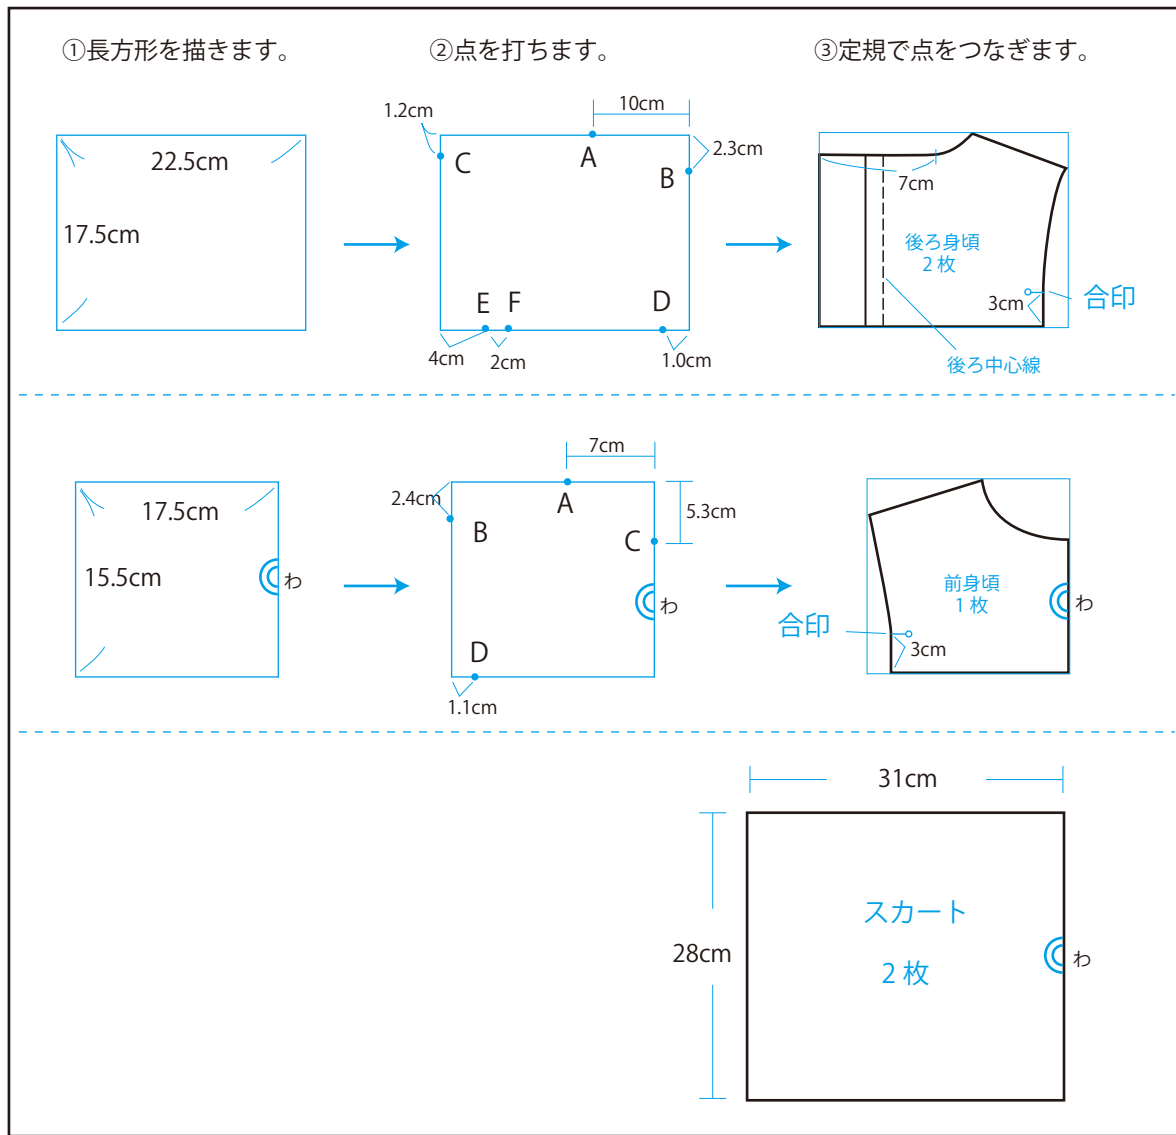 ①長方形を描きます。
②点を打ちます。
③定規で点をつなぎます。
22.5cm
17.5cm
1.2cm
10cm
2.3cm
A
B
C
D
E
F
4cm
2cm
1.0cm
7cm
後ろ身頃
2 枚
3cm
合印
後ろ中心線
17.5cm
15.5cm
わ
7cm
2.4cm
5.3cm
A
B
C
D
わ
1.1cm
前身頃
1 枚
わ
合印
3cm
31cm
28cm
スカート
2 枚
わ